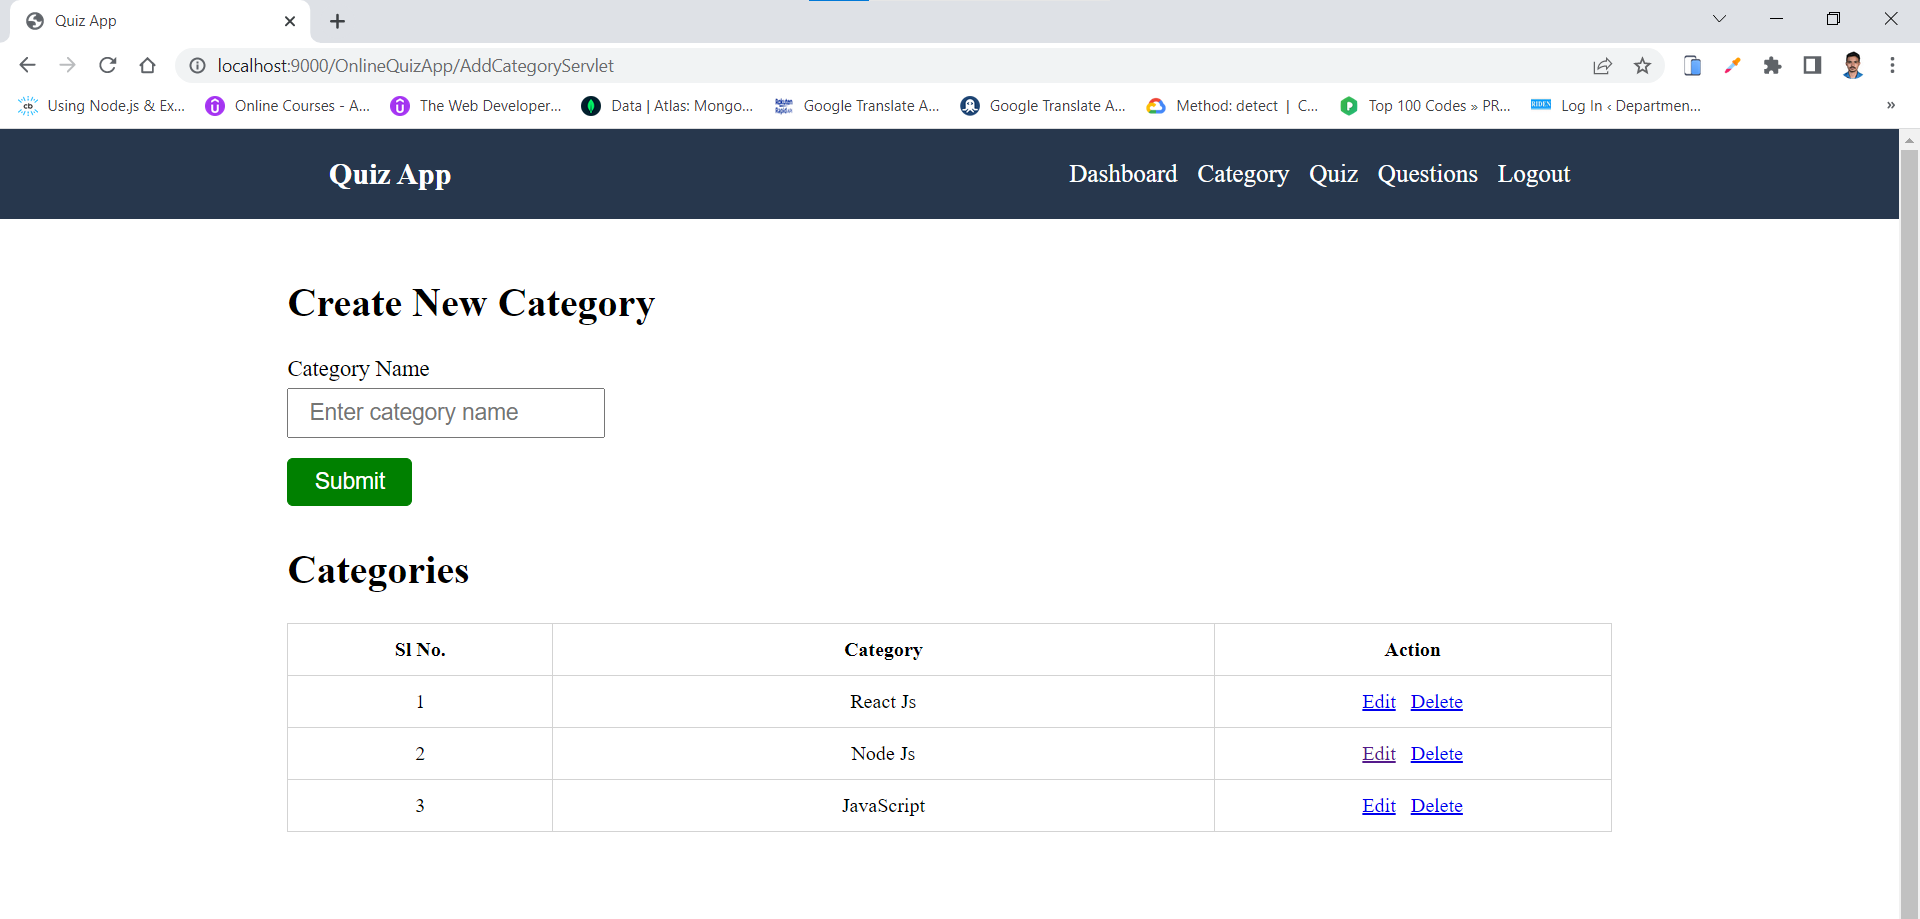 Quiz App
localhost:9000/OnlineQuizApp/AddCategoryServlet
Using Node.js & Ex... Online Courses - A... The Web Developer... Data | Atlas: Mongo... Google Translate A... Google Translate A... Method: detect | C... Top 100 Codes » PR... RIDEN Log In ‹ Departmen... »
Quiz App Dashboard Category Quiz Questions Logout
Create New Category
Category Name
Enter category name
Submit
Categories
Sl No. Category Action
1 React Js Edit Delete
2 Node Js Edit Delete
3 JavaScript Edit Delete